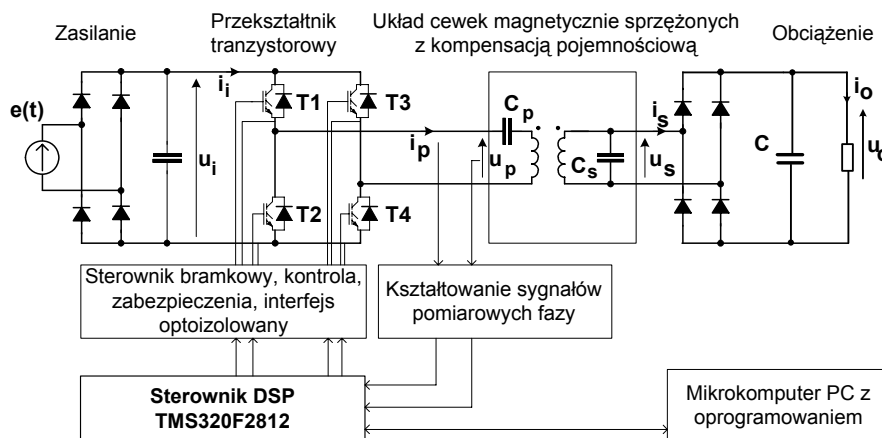 Zasilanie
Przekształtnik
tranzystorowy
Układ cewek magnetycznie sprzężonych
z kompensacją pojemnościową
Obciążenie
e(t)
u_i
i_i
T1
T3
T2
T4
i_p
u_p
C_p
C_s
i_s
u_s
C
i_o
u_o
Sterownik bramkowy, kontrola,
zabezpieczenia, interfejs
optoizolowany
Kształtowanie sygnałów
pomiarowych fazy
Sterownik DSP
TMS320F2812
Mikrokomputer PC z
oprogramowaniem